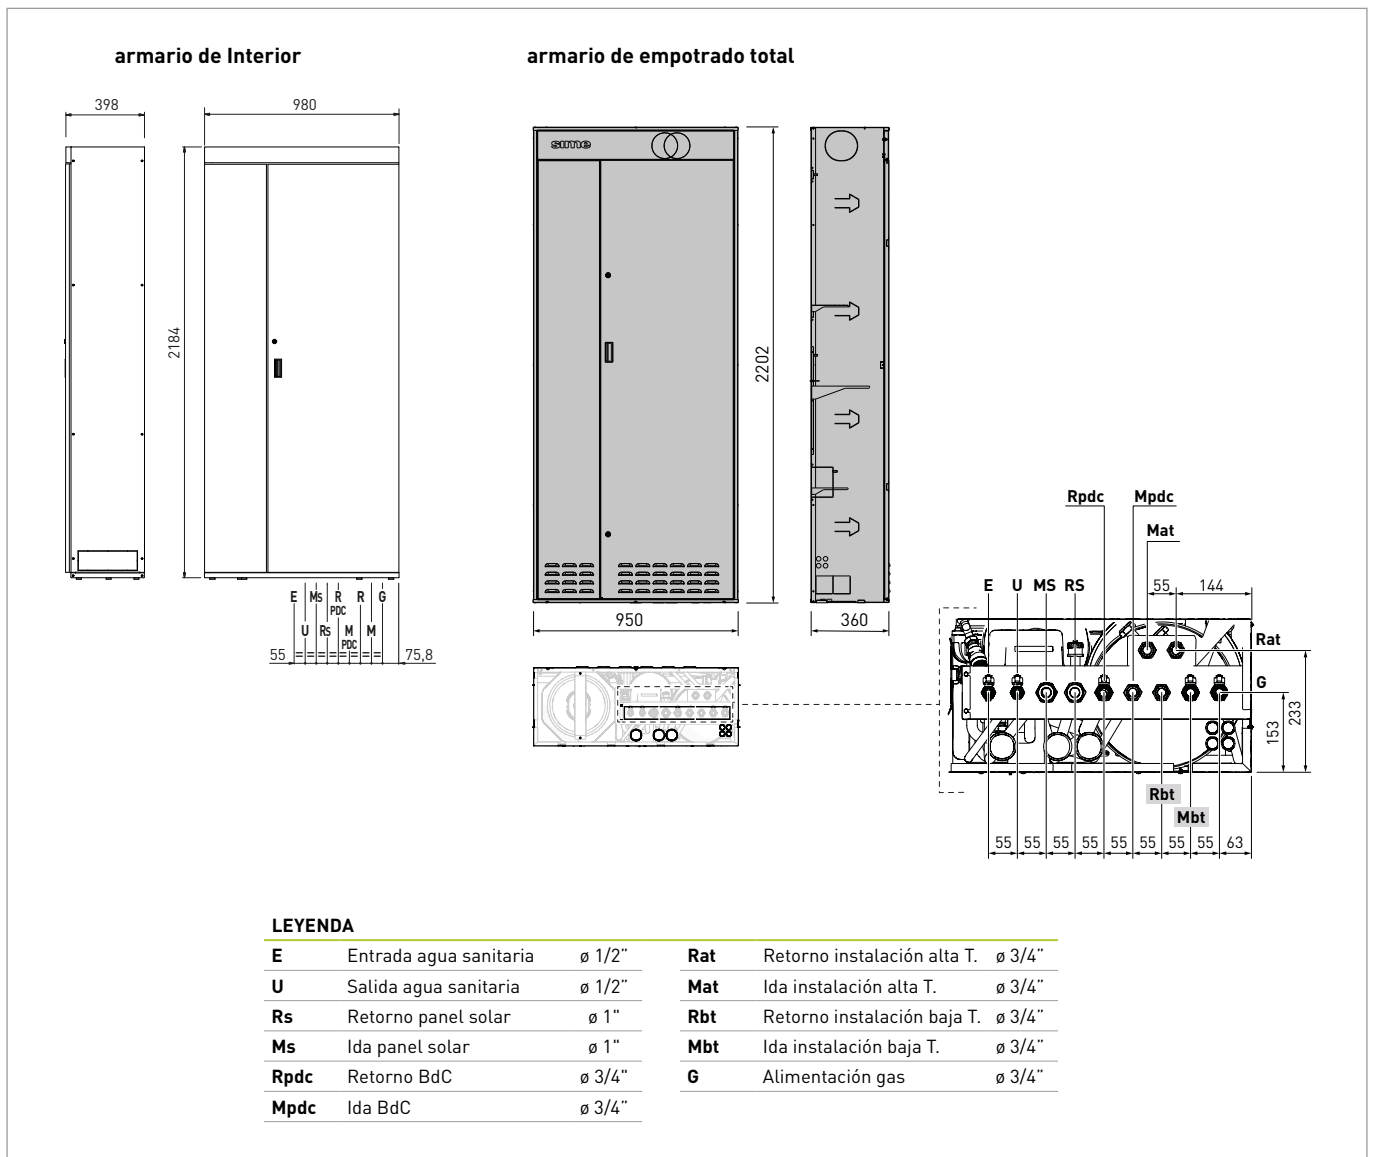 armario de Interior
armario de empotrado total
398
980
2184
E Ms R R G
PDC
U Rs M M
PDC
55 = = = = = = = = 75,8
sime
2202
950
360
Rpdc Mpdc
Mat
E U MS RS 55 144
Rat
G
153
233
Rbt
Mbt
55 55 55 55 55 55 55 55 63
LEYENDA
E Entrada agua sanitaria ø 1/2”
U Salida agua sanitaria ø 1/2”
Rs Retorno panel solar ø 1"
Ms Ida panel solar ø 1"
Rpdc Retorno BdC ø 3/4"
Mpdc Ida BdC ø 3/4”
Rat Retorno instalación alta T. ø 3/4”
Mat Ida instalación alta T. ø 3/4”
Rbt Retorno instalación baja T. ø 3/4”
Mbt Ida instalación baja T. ø 3/4”
G Alimentación gas ø 3/4”